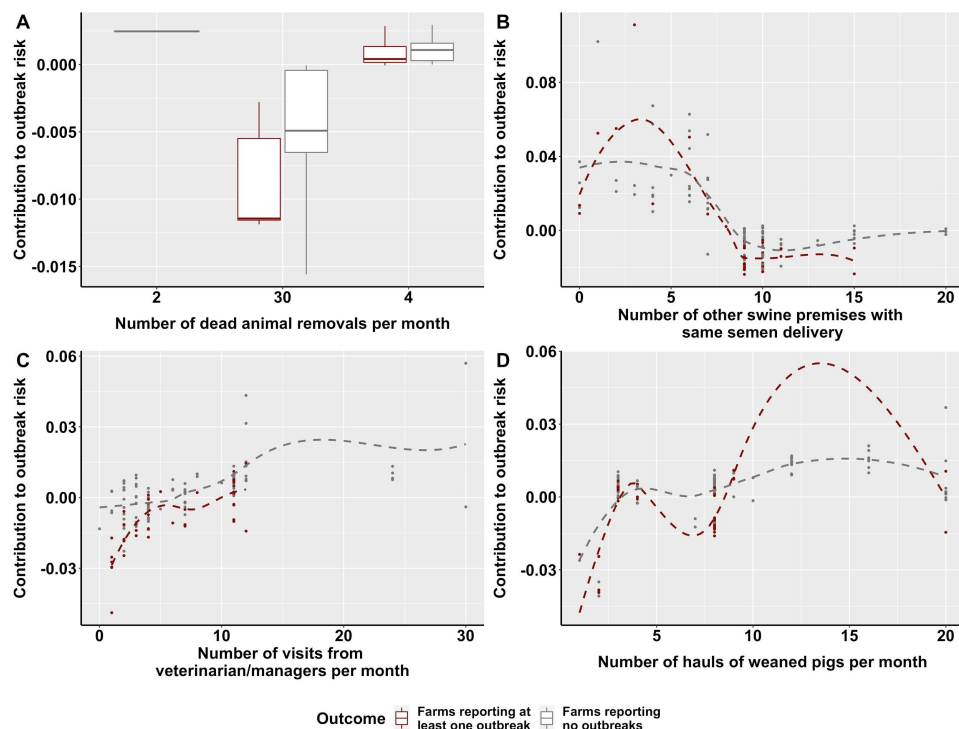 A
Contribution to outbreak risk
0.000
-0.005
-0.010
-0.015
2
30
4
Number of dead animal removals per month
B
Contribution to outbreak risk
0.08
0.04
0.00
0
5
10
15
20
Number of other swine premises with
same semen delivery
C
Contribution to outbreak risk
0.06
0.03
0.00
-0.03
0
10
20
30
Number of visits from
veterinarian/managers per month
D
Contribution to outbreak risk
0.06
0.03
0.00
-0.03
5
10
15
20
Number of hauls of weaned pigs per month
Outcome
Farms reporting at
least one outbreak
Farms reporting
no outbreaks